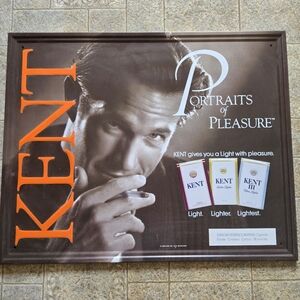 KENT
PORTRAITS
of
PLEASURE
KENT gives you a Light with pleasure.
KENT
KENT
KENT
III
Light.
Lighter.
Lightest.